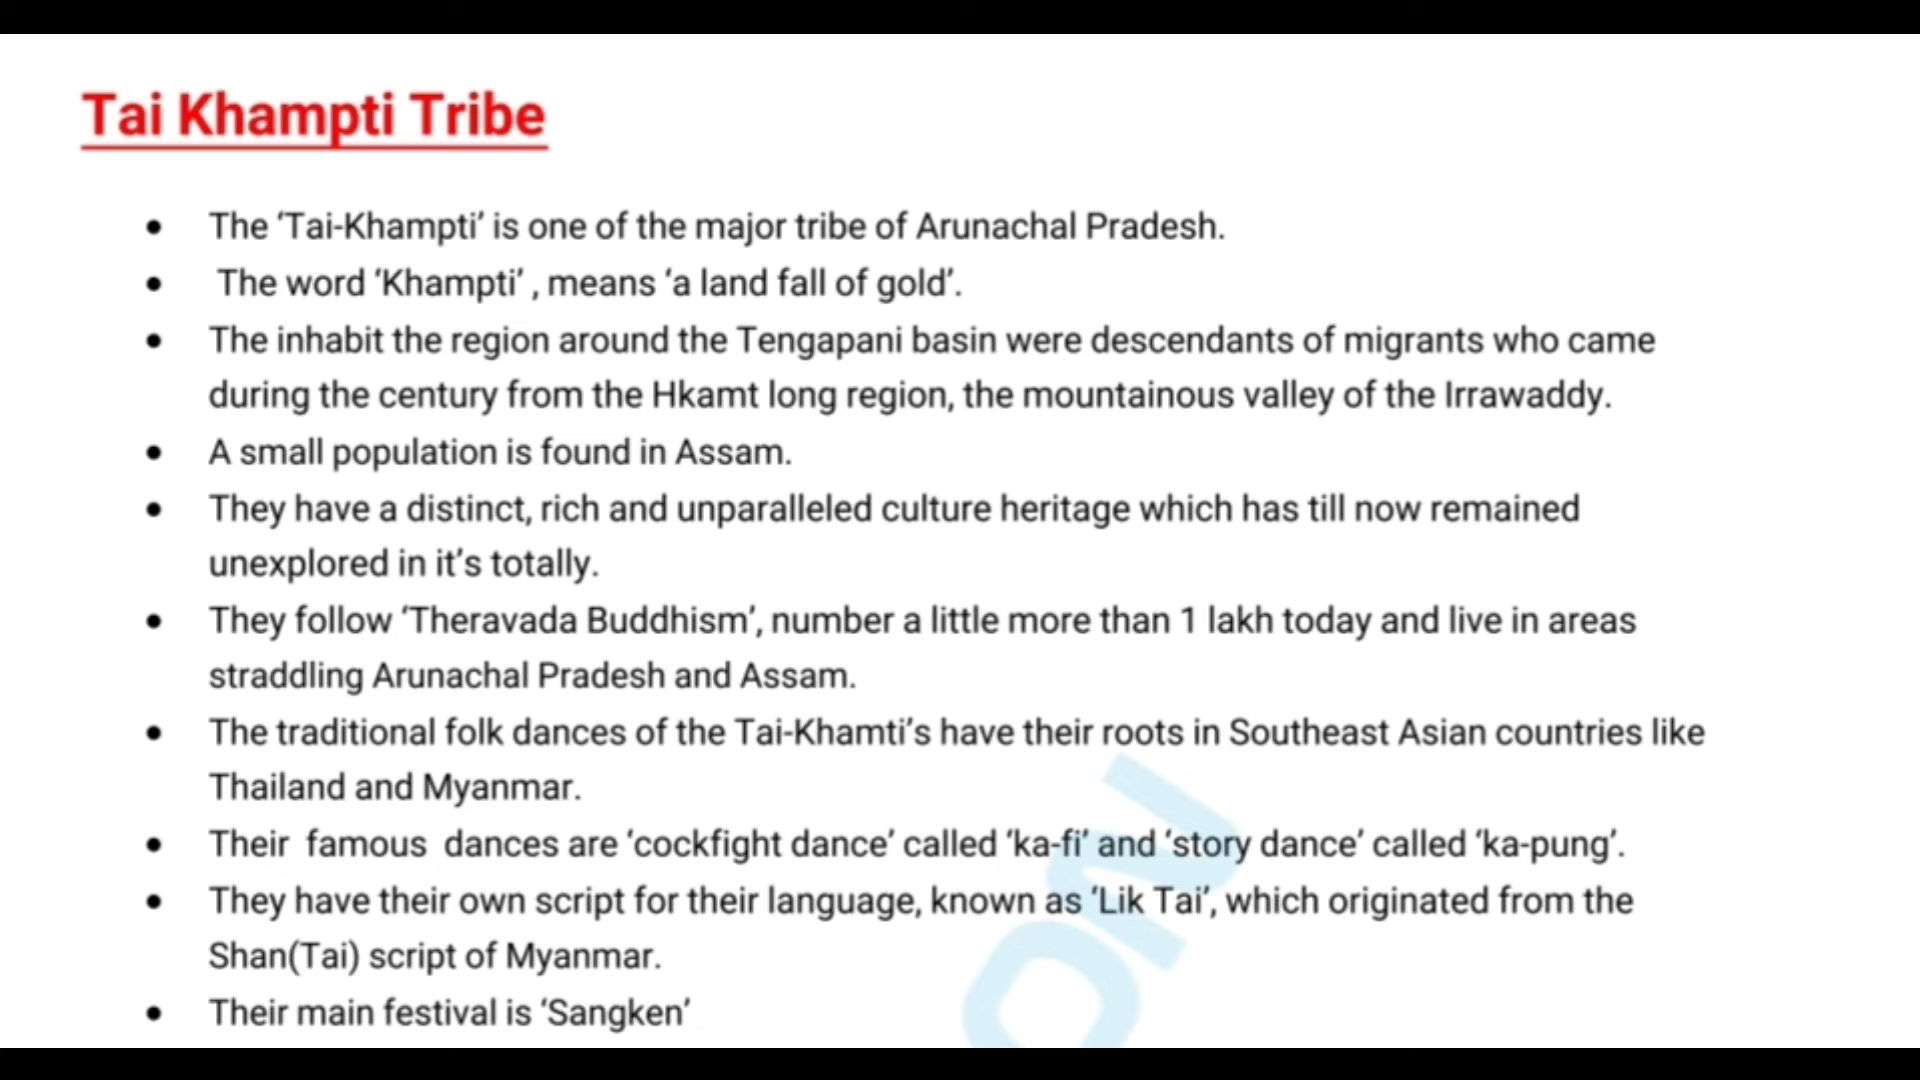 Tai Khampti Tribe
• The ‘Tai-Khampti’ is one of the major tribe of Arunachal Pradesh.
• The word ‘Khampti’ , means ‘a land fall of gold’.
• The inhabit the region around the Tengapani basin were descendants of migrants who came
during the century from the Hkamt long region, the mountainous valley of the Irrawaddy.
• A small population is found in Assam.
• They have a distinct, rich and unparalleled culture heritage which has till now remained
unexplored in it’s totally.
• They follow ‘Theravada Buddhism’, number a little more than 1 lakh today and live in areas
straddling Arunachal Pradesh and Assam.
• The traditional folk dances of the Tai-Khamti’s have their roots in Southeast Asian countries like
Thailand and Myanmar.
• Their famous dances are ‘cockfight dance’ called ‘ka-fi’ and ‘story dance’ called ‘ka-pung’.
• They have their own script for their language, known as ‘Lik Tai’, which originated from the
Shan(Tai) script of Myanmar.
• Their main festival is ‘Sangken’